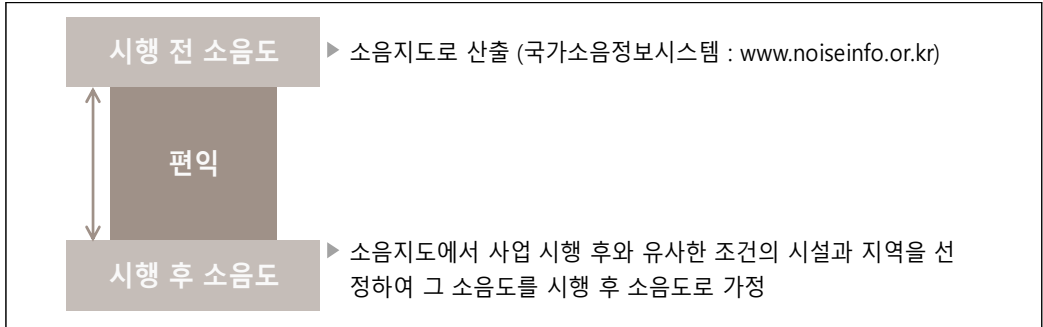 시행 전 소음도
▶ 소음지도로 산출 (국가소음정보시스템 : www.noiseinfo.or.kr)
편익
시행 후 소음도
▶ 소음지도에서 사업 시행 후와 유사한 조건의 시설과 지역을 선
정하여 그 소음도를 시행 후 소음도로 가정